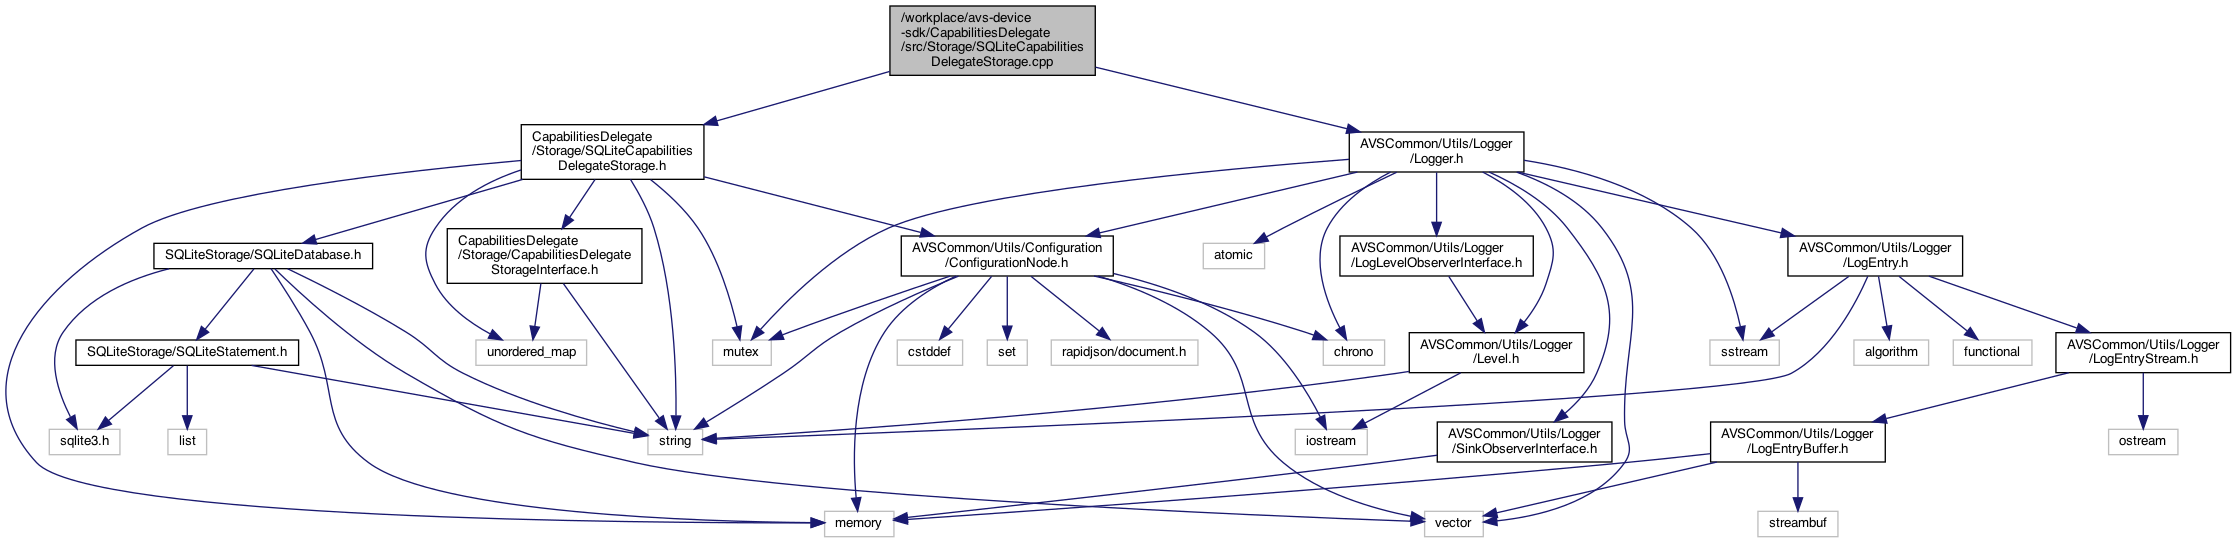 /workplace/avs-device
-sdk/CapabilitiesDelegate
/src/Storage/SQLiteCapabilities
DelegateStorage.cpp
CapabilitiesDelegate
/Storage/SQLiteCapabilities
DelegateStorage.h
AVSCommon/Utils/Logger
/Logger.h
SQLiteStorage/SQLiteDatabase.h
CapabilitiesDelegate
/Storage/CapabilitiesDelegate
StorageInterface.h
AVSCommon/Utils/Configuration
/ConfigurationNode.h
atomic
AVSCommon/Utils/Logger
/LogLevelObserverInterface.h
AVSCommon/Utils/Logger
/LogEntry.h
SQLiteStorage/SQLiteStatement.h
unordered_map
mutex
cstddef
set
rapidjson/document.h
chrono
AVSCommon/Utils/Logger
/Level.h
sstream
algorithm
functional
AVSCommon/Utils/Logger
/LogEntryStream.h
sqlite3.h
list
string
iostream
AVSCommon/Utils/Logger
/SinkObserverInterface.h
AVSCommon/Utils/Logger
/LogEntryBuffer.h
ostream
memory
vector
streambuf